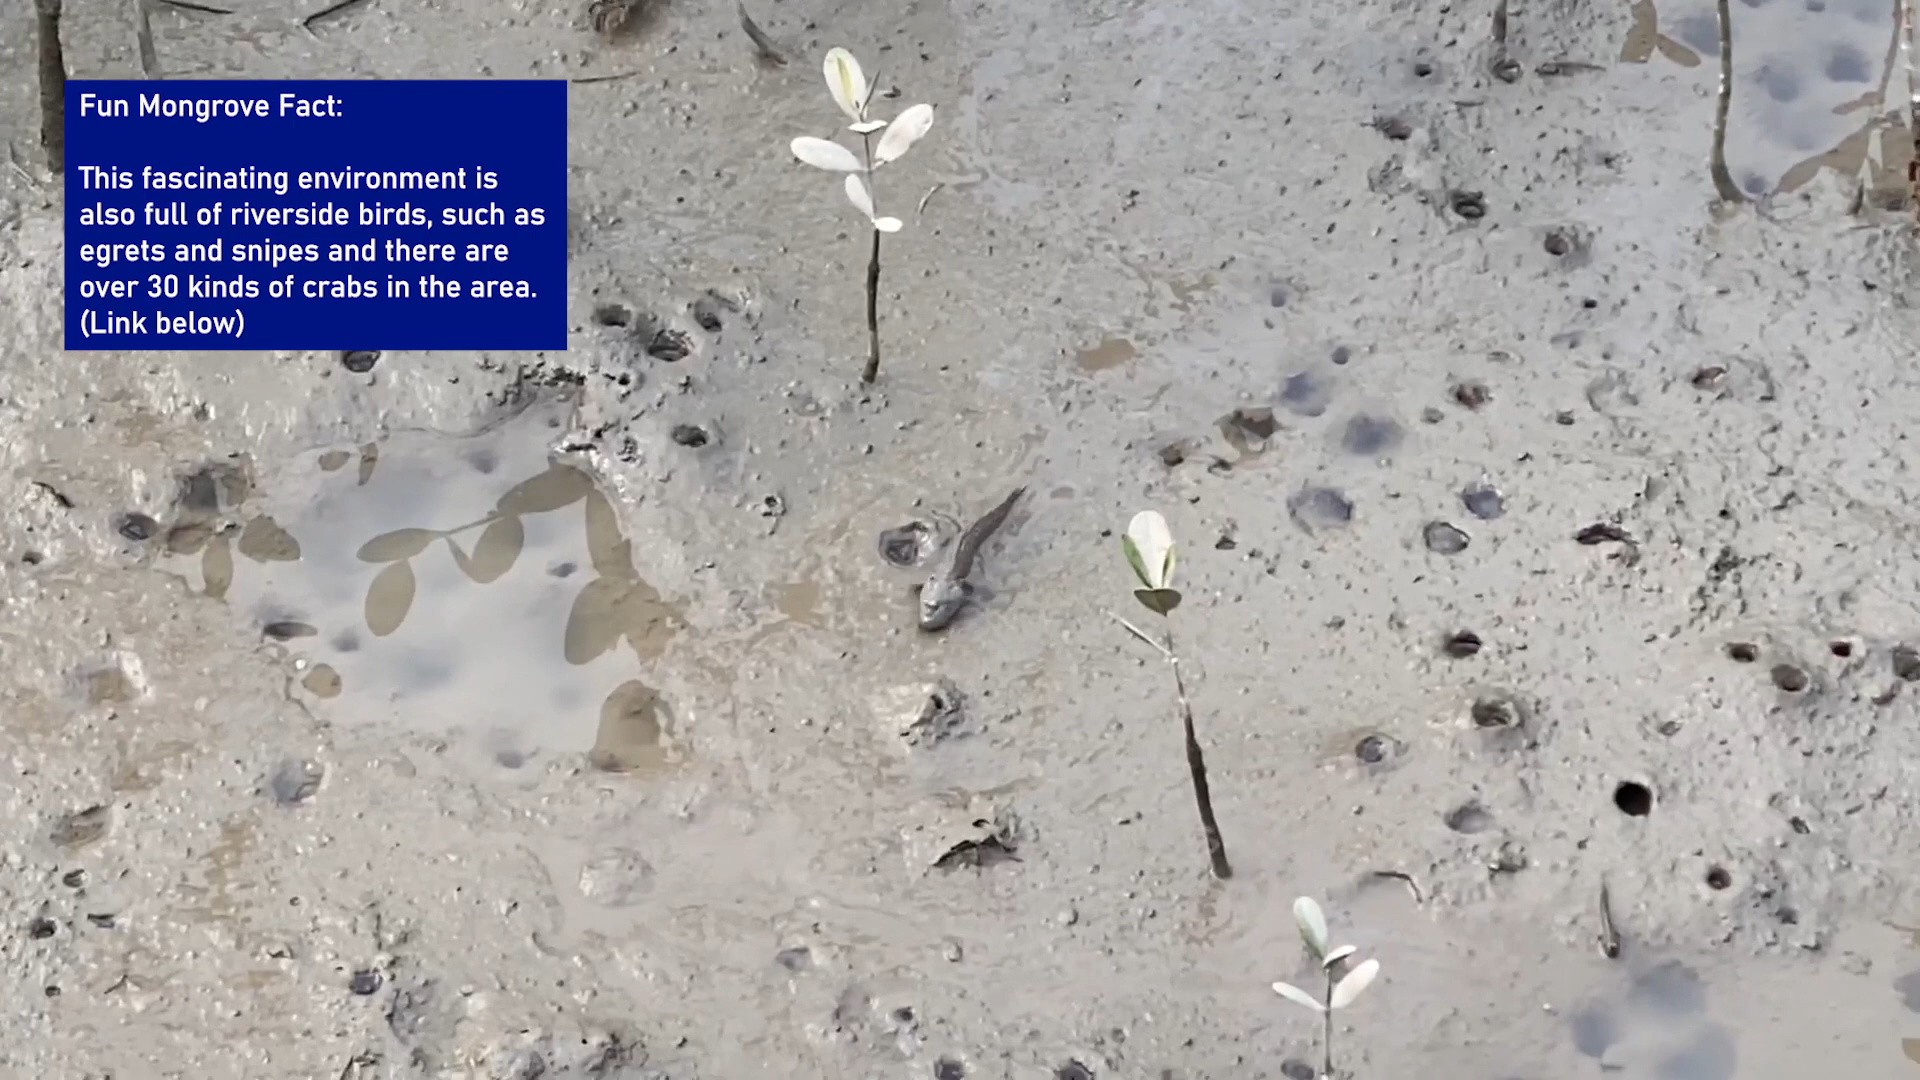 Fun Mongrove Fact:
This fascinating environment is
also full of riverside birds, such as
egrets and snipes and there are
over 30 kinds of crabs in the area.
(Link below)